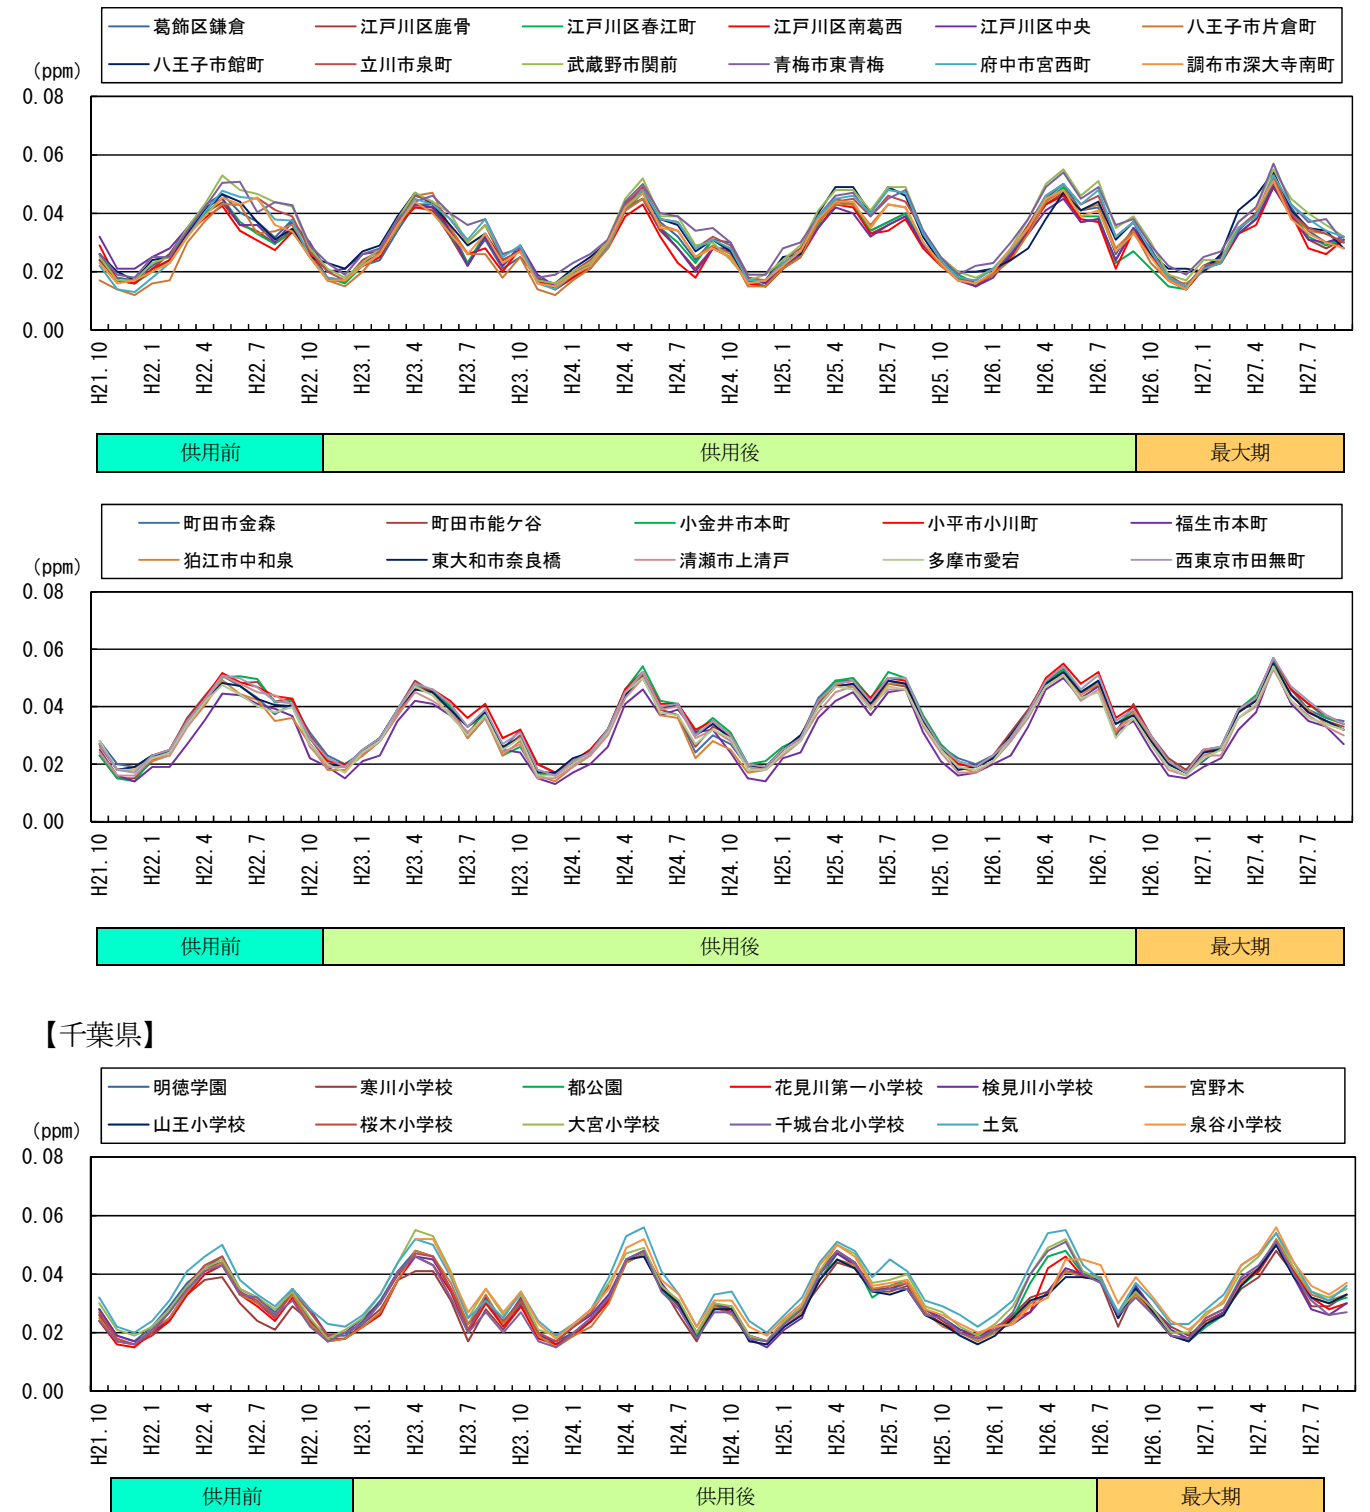 葛飾区鎌倉 江戸川区鹿骨 江戸川区春江町 江戸川区南葛西 江戸川区中央 八王子市片倉町
八王子市館町 立川市泉町 武蔵野市関前 青梅市東青梅 府中市宮西町 調布市深大寺南町
(ppm)
0.08
0.06
0.04
0.02
0.00
H21.10 H22.1 H22.4 H22.7 H22.10 H23.1 H23.4 H23.7 H23.10 H24.1 H24.4 H24.7 H24.10 H25.1 H25.4 H25.7 H25.10 H26.1 H26.4 H26.7 H26.10 H27.1 H27.4 H27.7
供用前 供用後 最大期
町田市金森 町田市能ケ谷 小金井市本町 小平市小川町 福生市本町
狛江市中和泉 東大和市奈良橋 清瀬市上清戸 多摩市愛宕 西東京市田無町
(ppm)
0.08
0.06
0.04
0.02
0.00
H21.10 H22.1 H22.4 H22.7 H22.10 H23.1 H23.4 H23.7 H23.10 H24.1 H24.4 H24.7 H24.10 H25.1 H25.4 H25.7 H25.10 H26.1 H26.4 H26.7 H26.10 H27.1 H27.4 H27.7
供用前 供用後 最大期
【千葉県】
明徳学園 寒川小学校 都公園 花見川第一小学校 検見川小学校 宮野木
山王小学校 桜木小学校 大宮小学校 千城台北小学校 土気 泉谷小学校
(ppm)
0.08
0.06
0.04
0.02
0.00
H21.10 H22.1 H22.4 H22.7 H22.10 H23.1 H23.4 H23.7 H23.10 H24.1 H24.4 H24.7 H24.10 H25.1 H25.4 H25.7 H25.10 H26.1 H26.4 H26.7 H26.10 H27.1 H27.4 H27.7
供用前 供用後 最大期